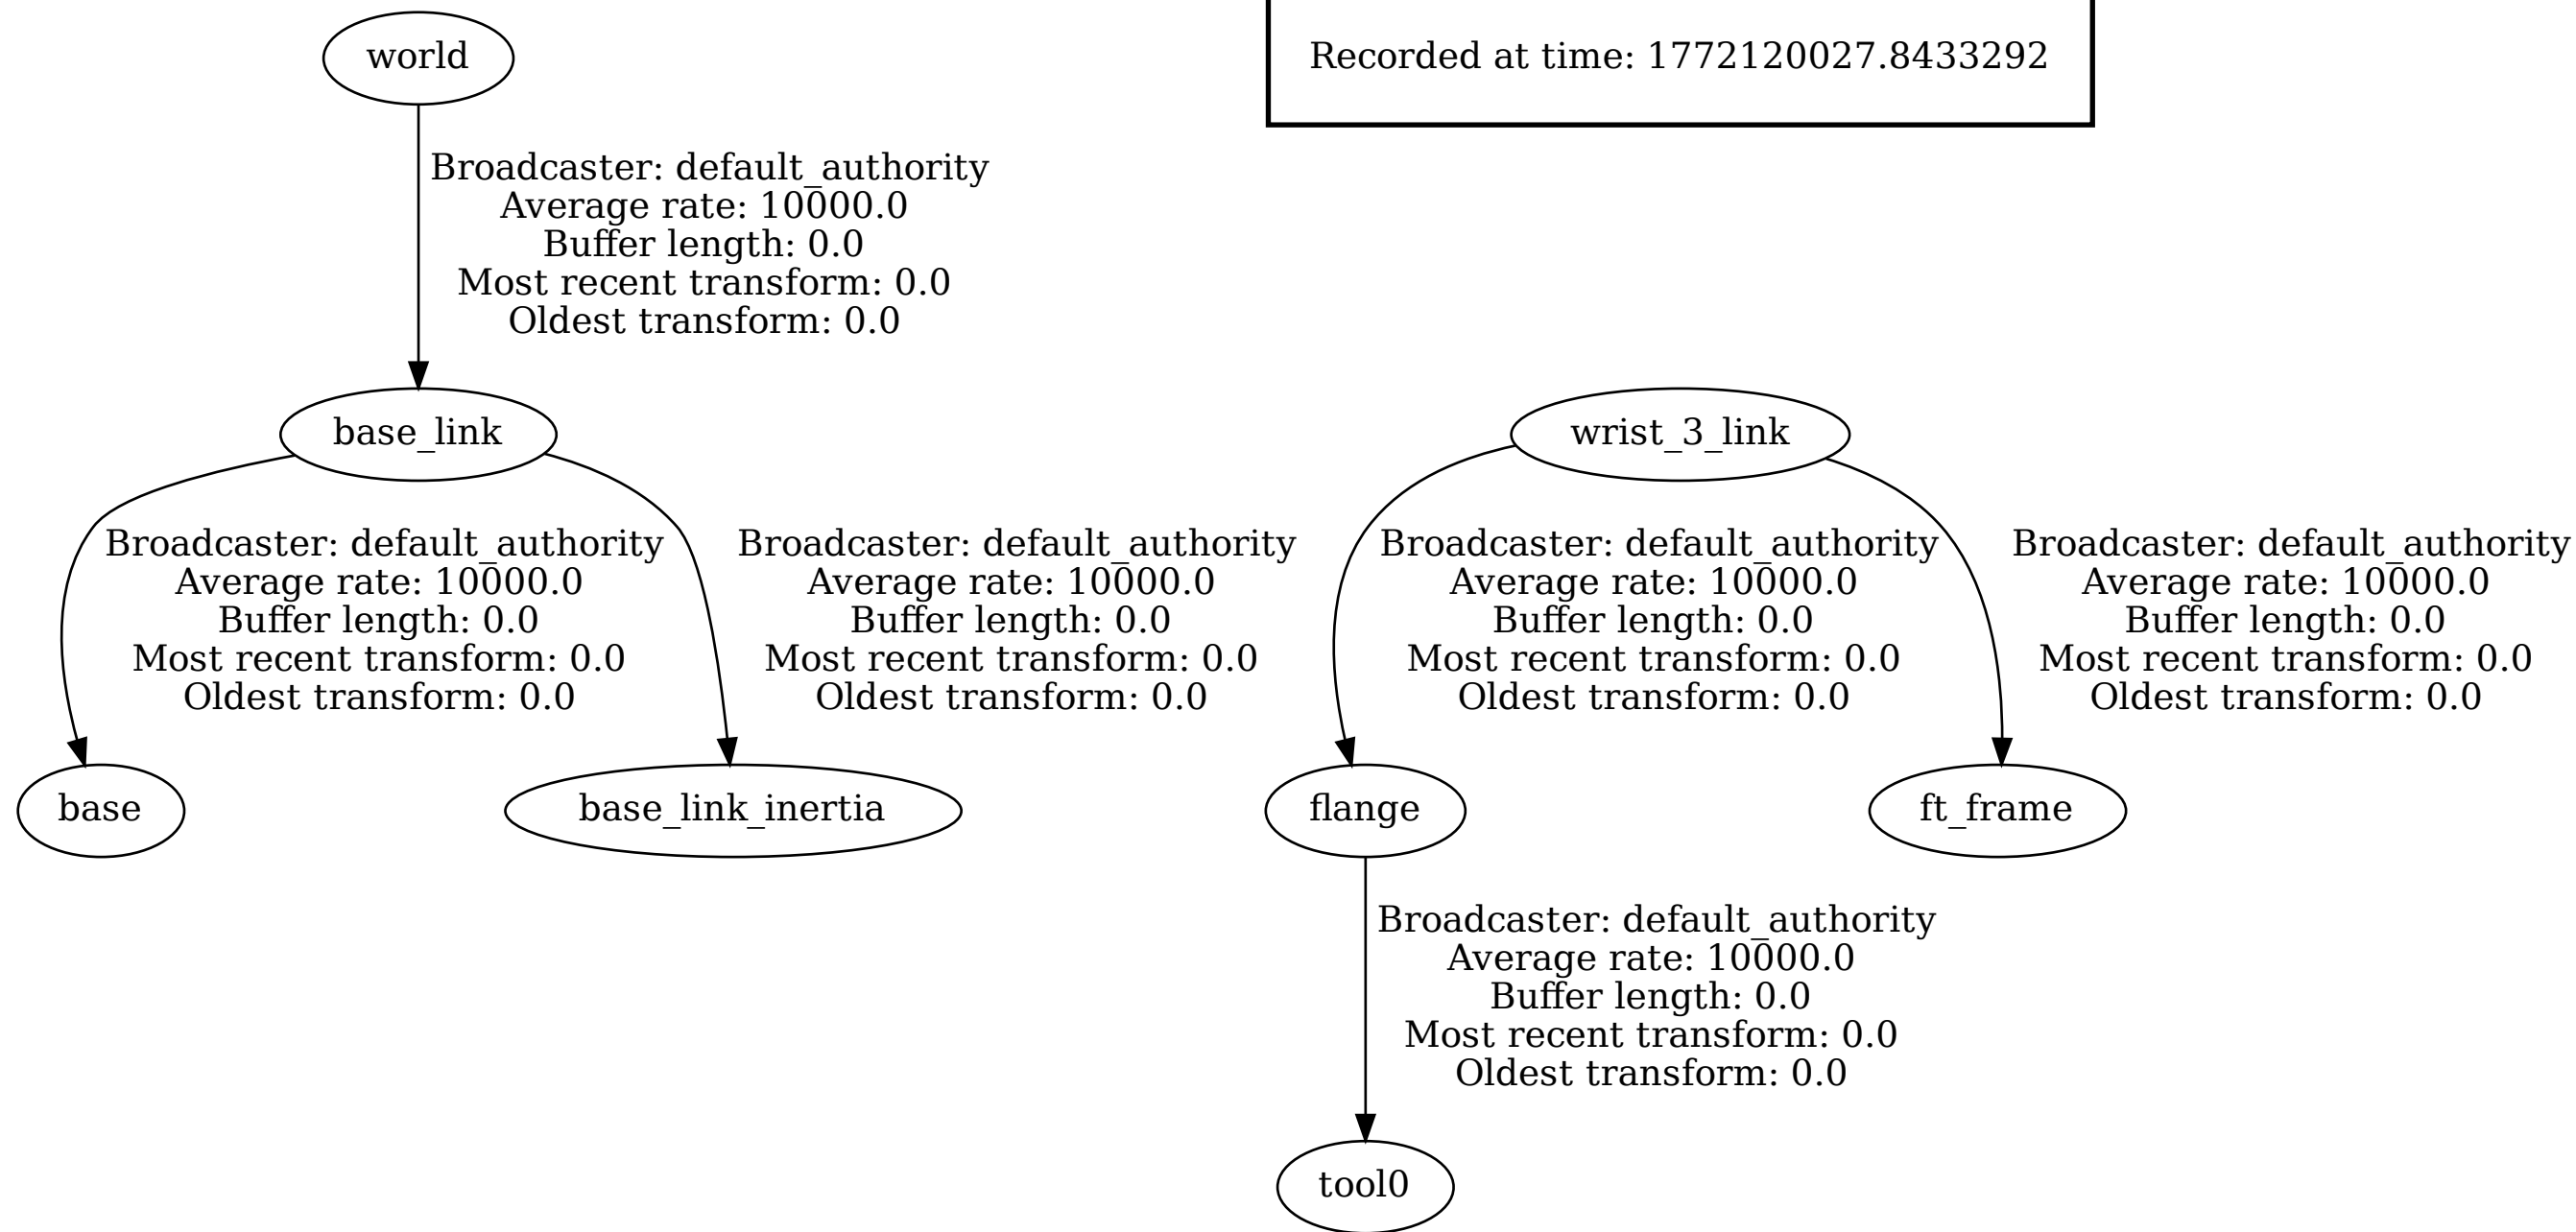 world
Recorded at time: 1772120027.8433292
Broadcaster: default_authority
Average rate: 10000.0
Buffer length: 0.0
Most recent transform: 0.0
Oldest transform: 0.0
base_link
wrist_3_link
Broadcaster: default_authority
Average rate: 10000.0
Buffer length: 0.0
Most recent transform: 0.0
Oldest transform: 0.0
Broadcaster: default_authority
Average rate: 10000.0
Buffer length: 0.0
Most recent transform: 0.0
Oldest transform: 0.0
Broadcaster: default_authority
Average rate: 10000.0
Buffer length: 0.0
Most recent transform: 0.0
Oldest transform: 0.0
Broadcaster: default_authority
Average rate: 10000.0
Buffer length: 0.0
Most recent transform: 0.0
Oldest transform: 0.0
base
base_link_inertia
flange
ft_frame
Broadcaster: default_authority
Average rate: 10000.0
Buffer length: 0.0
Most recent transform: 0.0
Oldest transform: 0.0
tool0